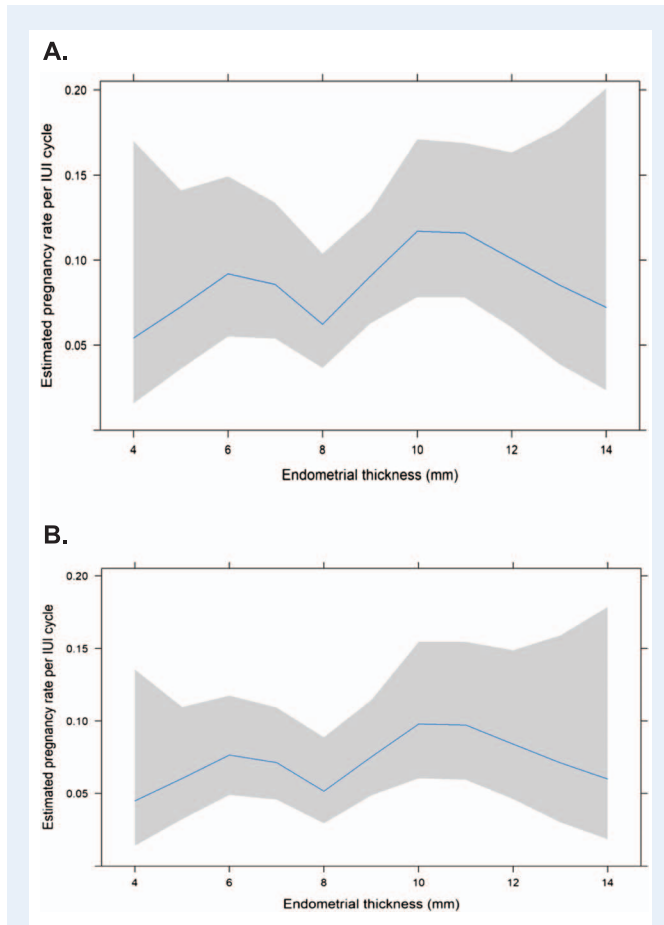 A.
Estimated pregnancy rate per IUI cycle
0.20
0.15
0.10
0.05
4 6 8 10 12 14
Endometrial thickness (mm)
B.
Estimated pregnancy rate per IUI cycle
0.20
0.15
0.10
0.05
4 6 8 10 12 14
Endometrial thickness (mm)